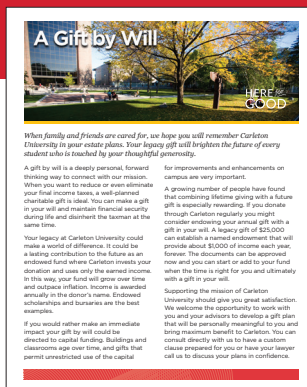 A Gift by Will
HERE for
GOOD
When family and friends are cared for, we hope you will remember Carleton
University in your estate plans. Your legacy gift will brighten the future of every
student who is touched by your thoughtful generosity.
A gift by will is a deeply personal, forward
thinking way to connect with our mission.
When you want to reduce or even eliminate
your final income taxes, a well-planned
charitable gift is ideal. You can make a gift
in your will and maintain financial security
during life and disinherit the taxman at the
same time.
Your legacy at Carleton University could
make a world of difference. It could be
a lasting contribution to the future as an
endowed fund where Carleton invests your
donation and uses only the earned income.
In this way, your fund will grow over time
and outpace inflation. Income is awarded
annually in the donor's name. Endowed
scholarships and bursaries are the best
examples.
If you would rather make an immediate
impact your gift by will could be
directed to capital funding. Buildings and
classrooms age over time, and gifts that
permit unrestricted use of the capital
for improvements and enhancements on
campus are very important.
A growing number of people have found
that combining lifetime giving with a future
gift is especially rewarding. If you donate
through Carleton regularly you might
consider endowing your annual gift with a
gift in your will. A legacy gift of $25,000
can establish a named endowment that will
provide about $1,000 of income each year,
forever. The documents can be approved
now and you can start or add to your fund
when the time is right for you and ultimately
with a gift in your will.
Supporting the mission of Carleton
University should give you great satisfaction.
We welcome the opportunity to work with
you and your advisors to develop a gift plan
that will be personally meaningful to you and
bring maximum benefit to Carleton. You can
consult directly with us to have a custom
clause prepared for you or have your lawyer
call us to discuss your plans in confidence.